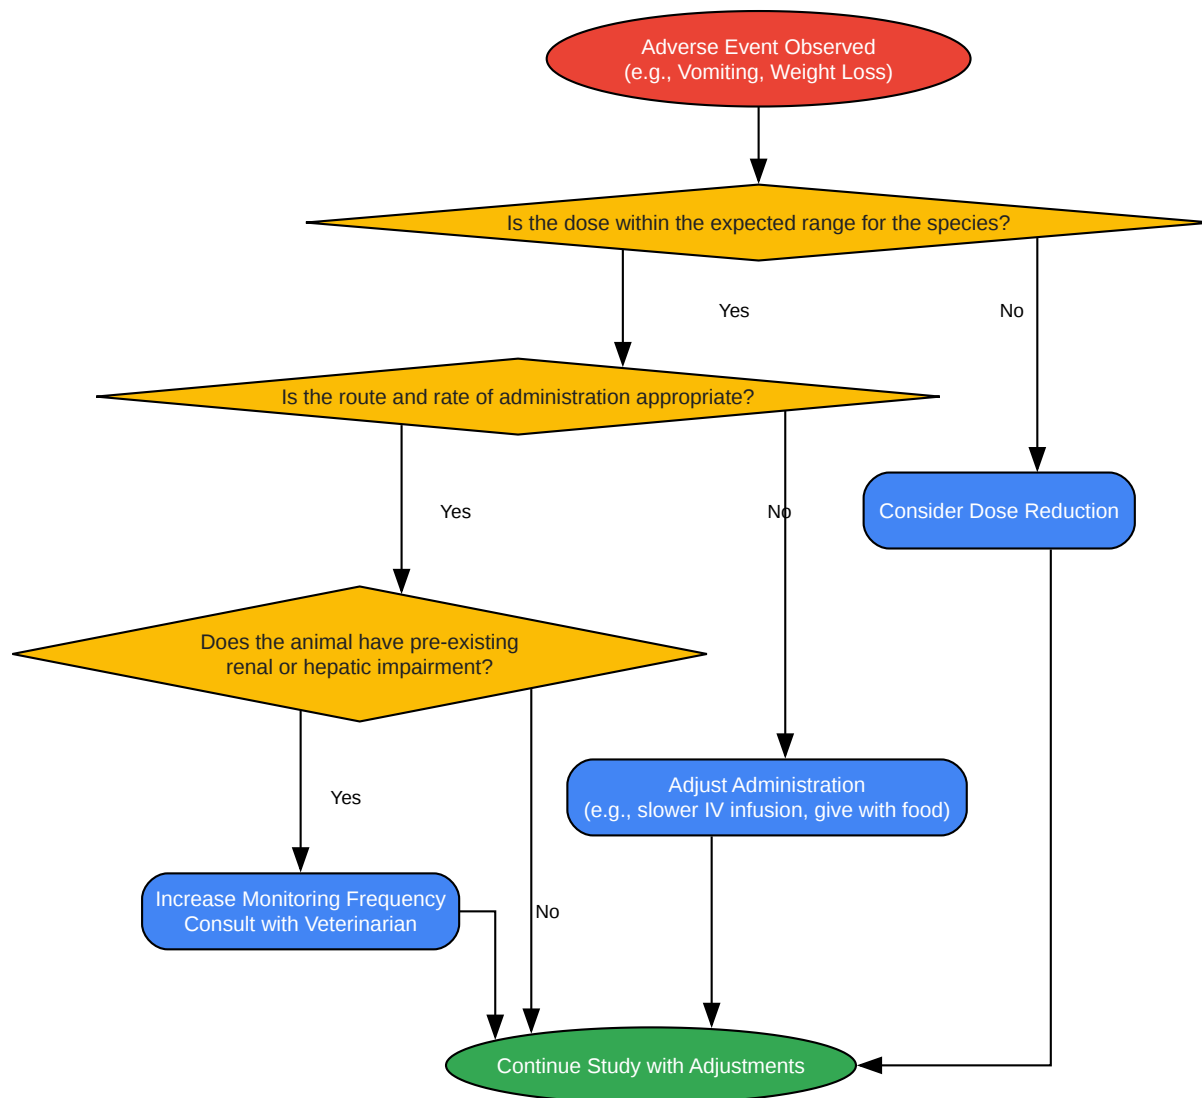 Adverse Event Observed
(e.g., Vomiting, Weight Loss)
Is the dose within the expected range for the species?
Yes
No
Is the route and rate of administration appropriate?
Yes
No
Consider Dose Reduction
Does the animal have pre-existing
renal or hepatic impairment?
Yes
Adjust Administration
(e.g., slower IV infusion, give with food)
Increase Monitoring Frequency
Consult with Veterinarian
No
Continue Study with Adjustments